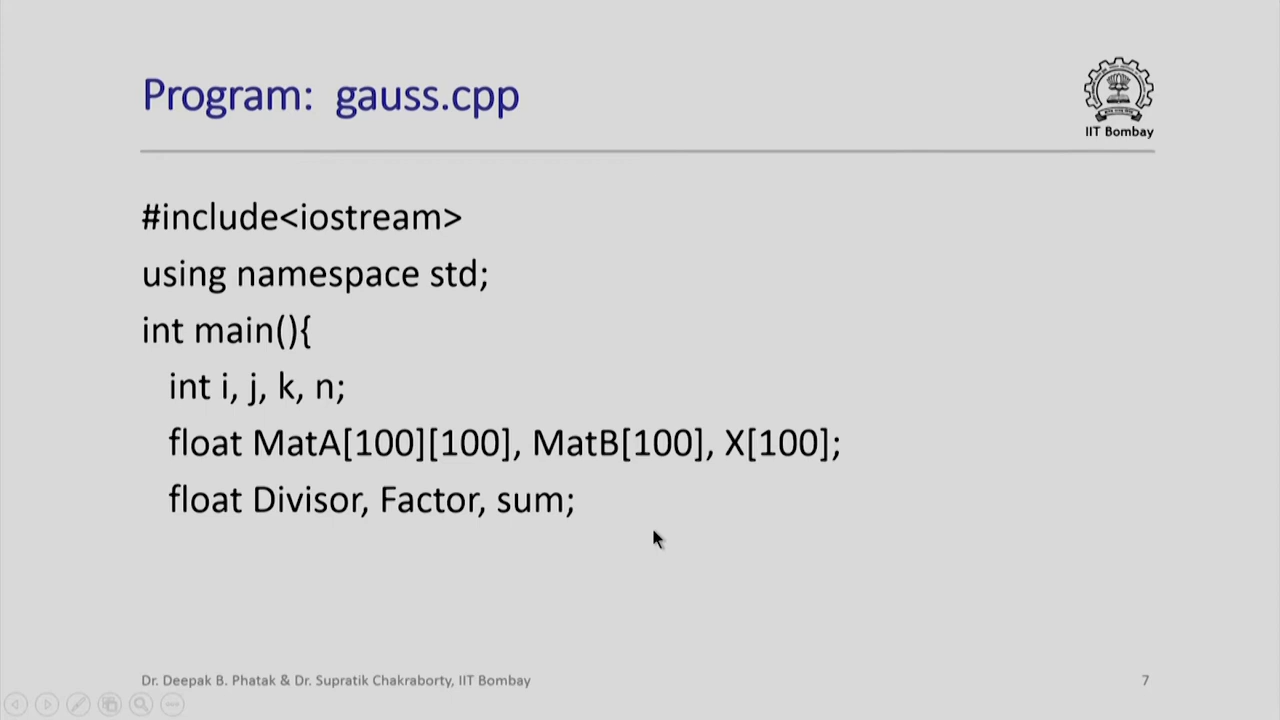 Program: gauss.cpp
IIT Bombay
#include<iostream>
using namespace std;
int main(){
int i, j, k, n;
float MatA[100][100], MatB[100], X[100];
float Divisor, Factor, sum;
Dr. Deepak B. Phatak & Dr. Supratik Chakraborty, IIT Bombay
7